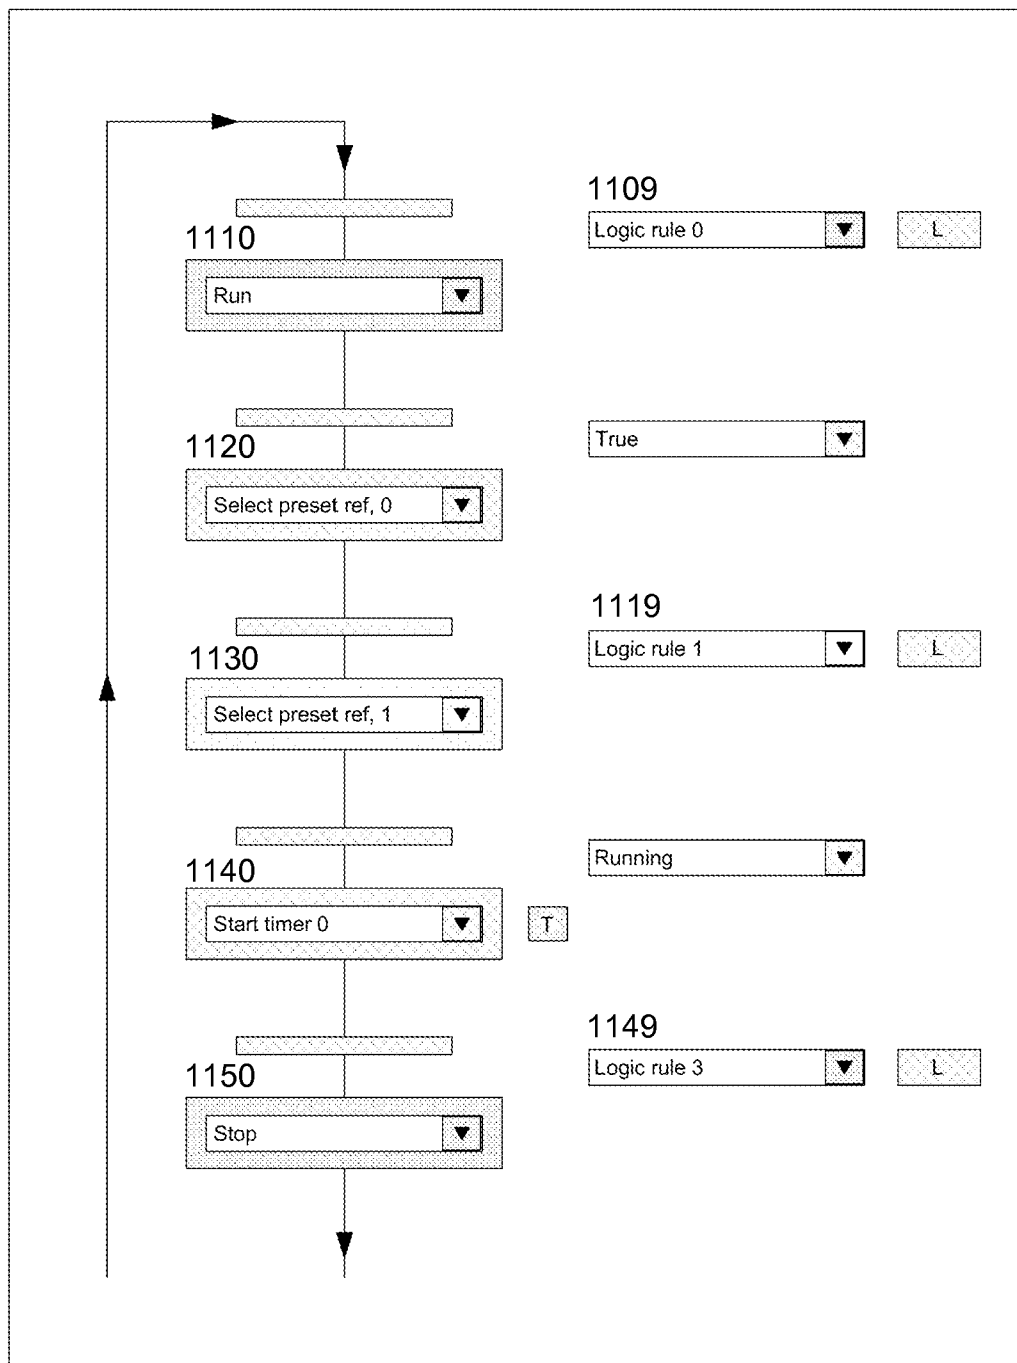 1109
Logic rule 0
L
1110
Run
True
1120
Select preset ref, 0
1119
Logic rule 1
L
1130
Select preset ref, 1
Running
1140
Start timer 0
T
1149
Logic rule 3
L
1150
Stop